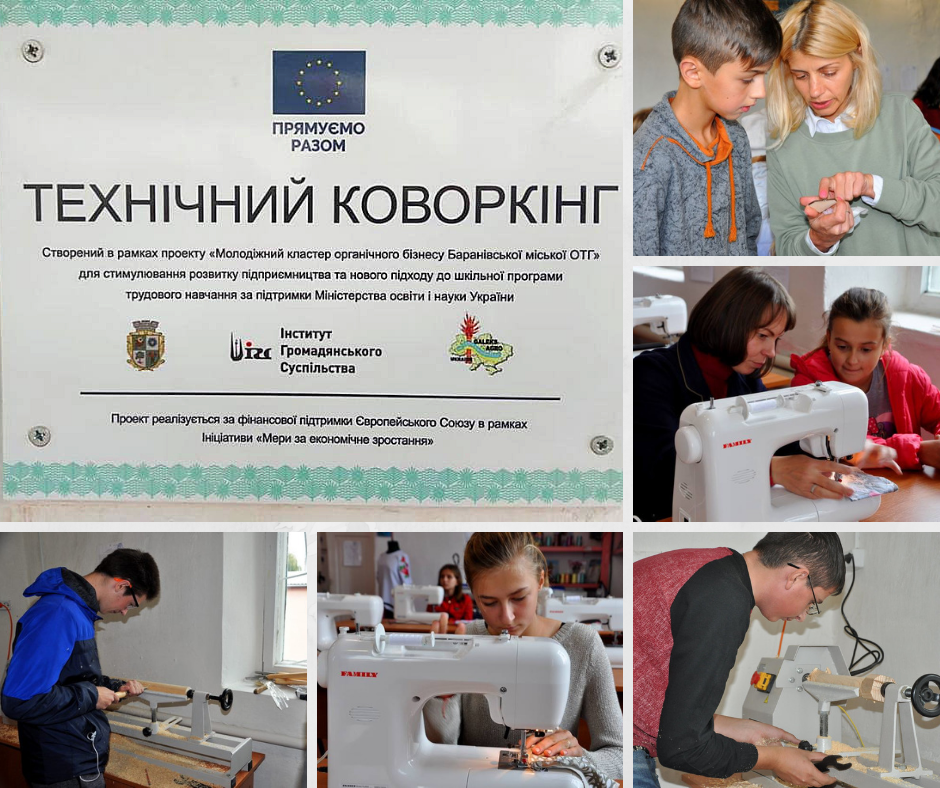 ПРЯМУЄМО
РАЗОМ
ТЕХНІЧНИЙ КОВОРКІНГ
Створений в рамках проекту «Молодіжний кластер органічного бізнесу Баранівської міської ОТГ»
для стимулювання розвитку підприємництва та нового підходу до шкільної програми
трудового навчання за підтримки Міністерства освіти і науки України
Інститут
Громадянського
Суспільства
GALEKS
AGRO
UKRAINE
Проект реалізується за фінансової підтримки Європейського Союзу в рамках
Ініціативи «Мери за економічне зростання»
FAMILY
FAMILY